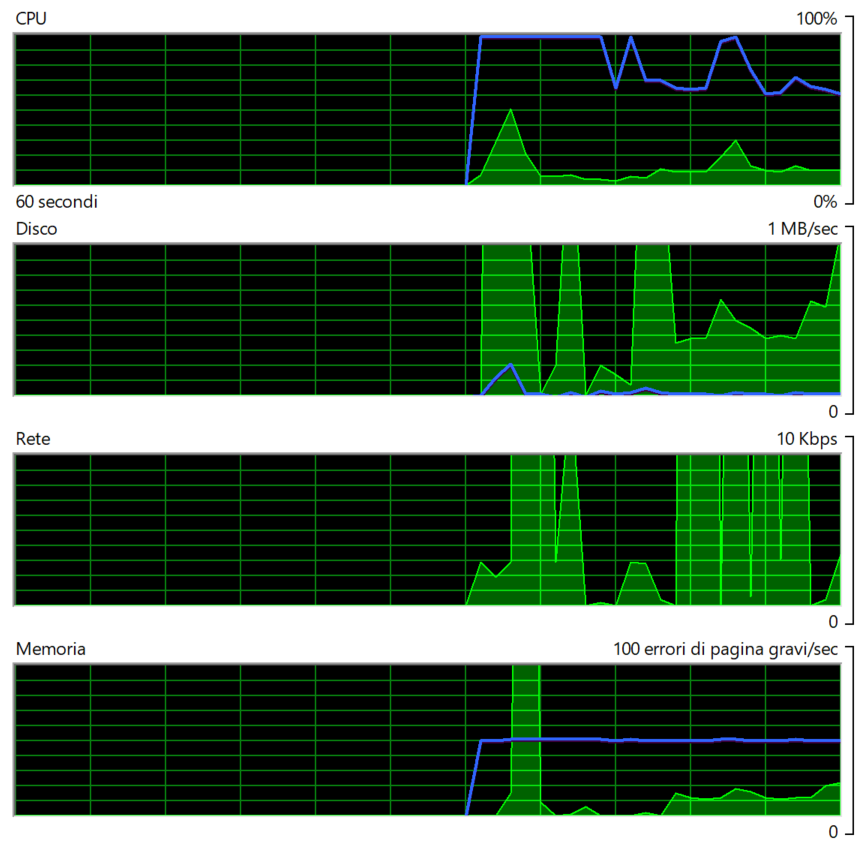 CPU 100%
60 secondi 0%
Disco 1 MB/sec
0
Rete 10 Kbps
0
Memoria 100 errori di pagina gravi/sec
0